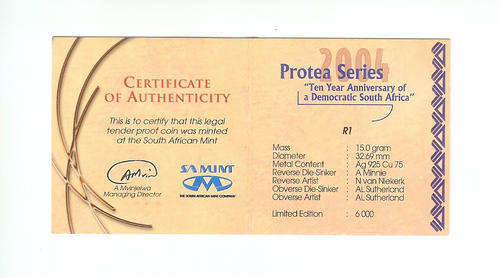 CERTIFICATE
OF AUTHENTICITY
This is to certify that this legal
tender proof coin was minted
at the South African Mint
A Mvinjelwa
Managing Director
SA MINT
THE SOUTH AFRICAN MINT COMPANY
2004
Protea Series
"Ten Year Anniversary of
a Democratic South Africa"
R1
Mass : 15.0 gram
Diameter : 32.69 mm
Metal Content : Ag 925 Cu 75
Reverse Die-Sinker : A Minnie
Reverse Artist : N van Niekerk
Obverse Die-Sinker : AL Sutherland
Obverse Artist : AL Sutherland
Limited Edition : 6 000